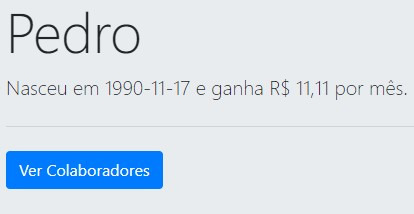 Pedro
Nasceu em 1990-11-17 e ganha R$ 11,11 por mês.
Ver Colaboradores